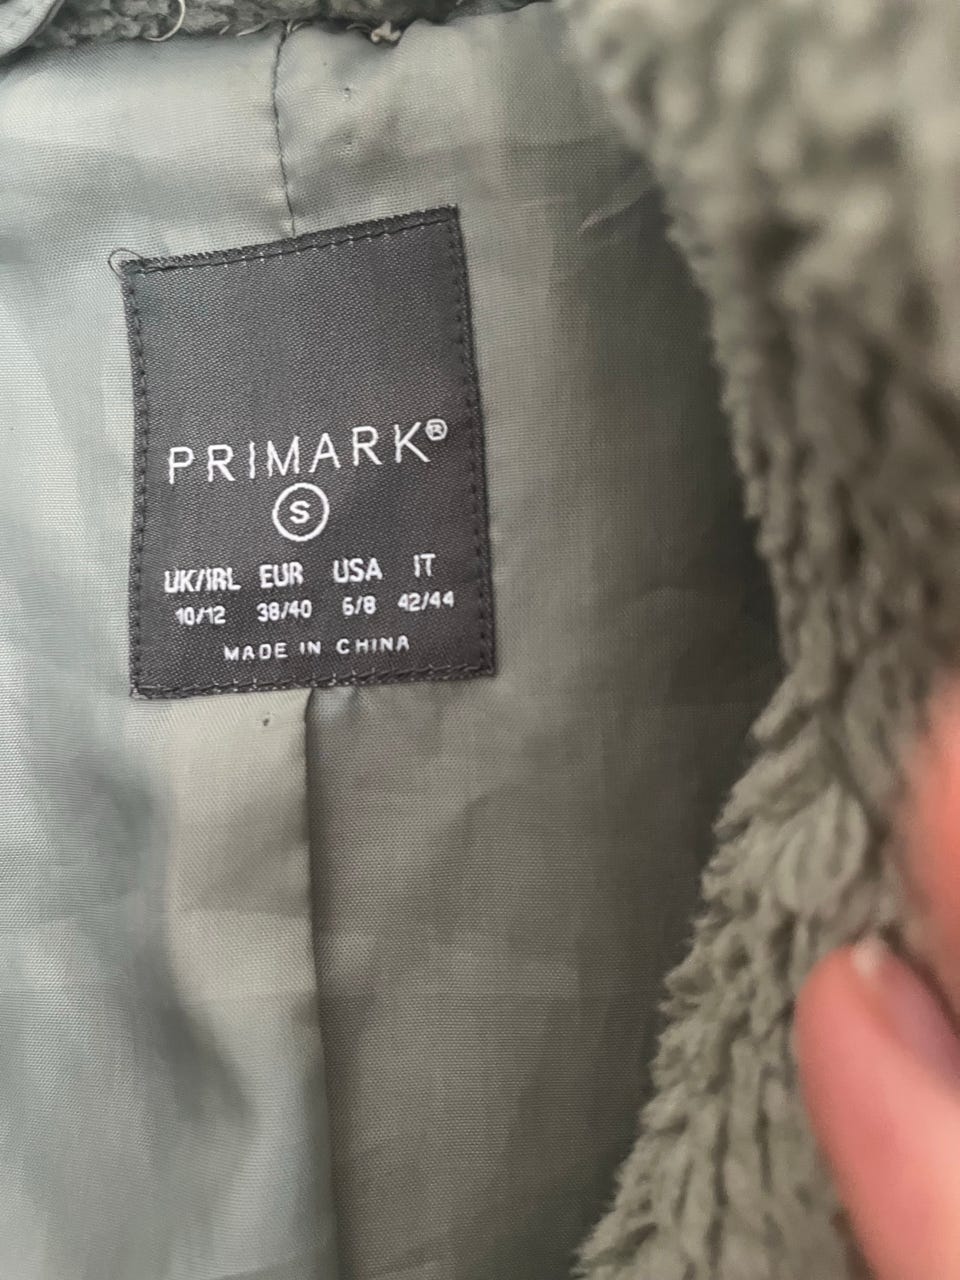 PRIMARK®
S
UK/IRL EUR USA IT
10/12 38/40 6/8 42/44
MADE IN CHINA